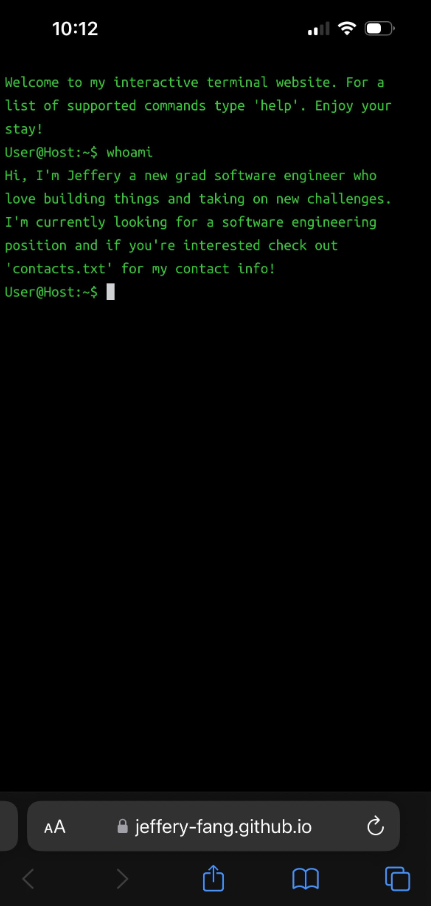 10:12
Welcome to my interactive terminal website. For a
list of supported commands type 'help'. Enjoy your
stay!
User@Host:~$ whoami
Hi, I'm Jeffery a new grad software engineer who
love building things and taking on new challenges.
I'm currently looking for a software engineering
position and if you're interested check out
'contacts.txt' for my contact info!
User@Host:~$
AA jeffery-fang.github.io